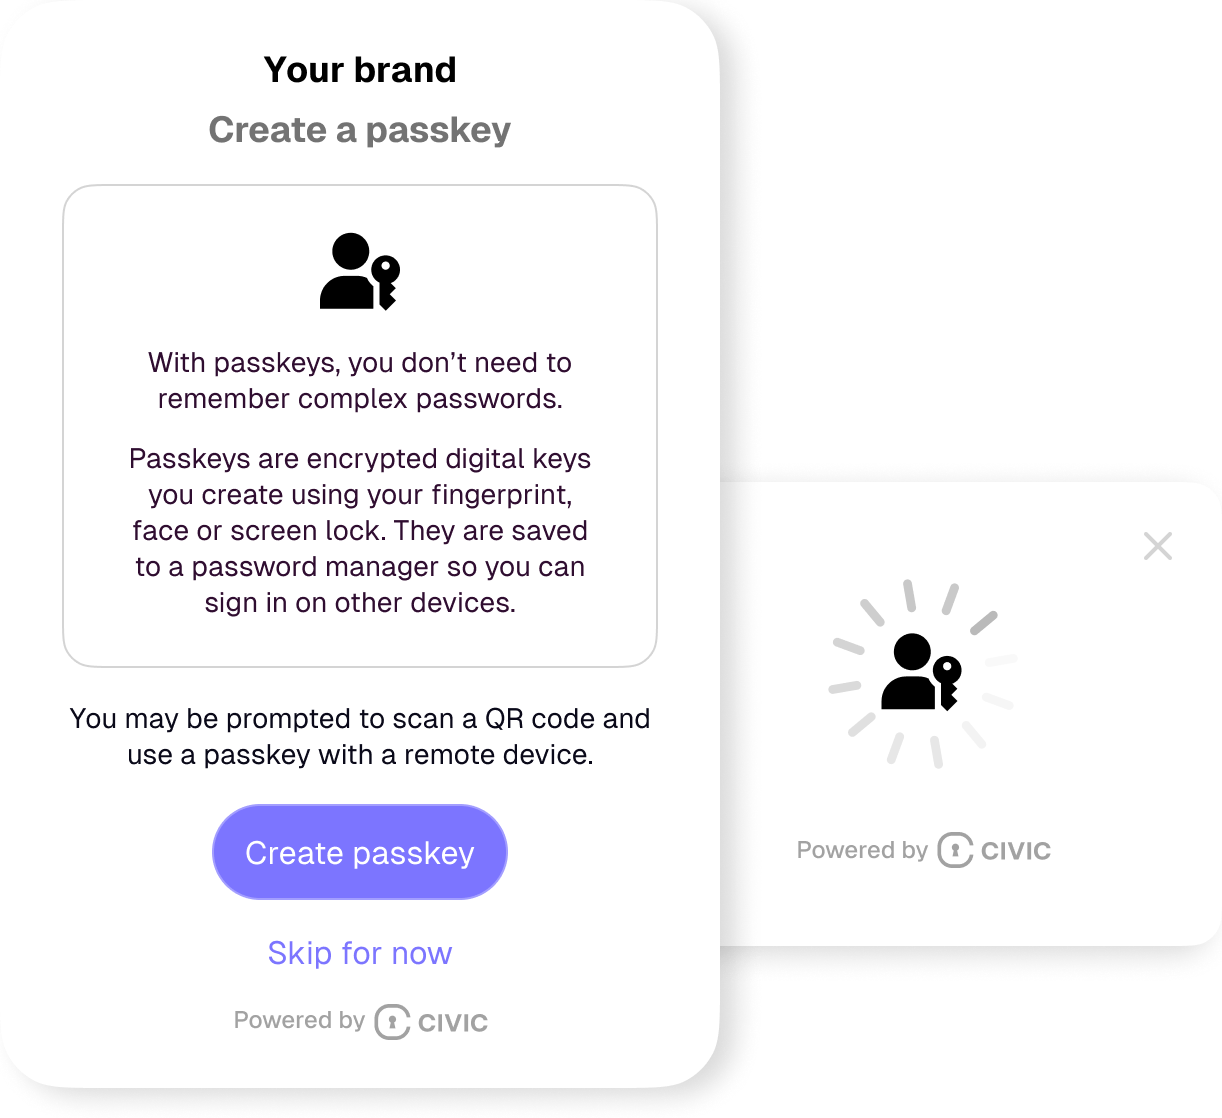 Your brand
Create a passkey
With passkeys, you don’t need to
remember complex passwords.
Passkeys are encrypted digital keys
you create using your fingerprint,
face or screen lock. They are saved
to a password manager so you can
sign in on other devices.
You may be prompted to scan a QR code and
use a passkey with a remote device.
Create passkey
Skip for now
Powered by CIVIC
Powered by CIVIC